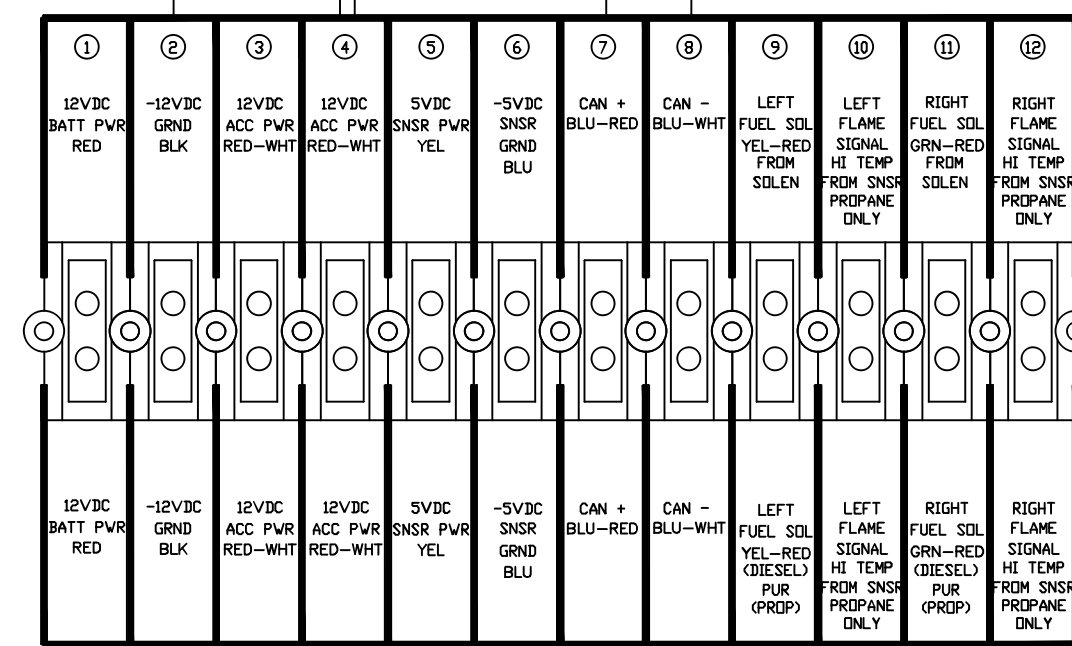 1
12VDC
BATT PWR
RED
2
-12VDC
GRND
BLK
3
12VDC
ACC PWR
RED-WHT
4
12VDC
ACC PWR
RED-WHT
5
5VDC
SNSR PWR
YEL
6
-5VDC
SNSR
GRND
BLU
7
CAN +
BLU-RED
8
CAN -
BLU-WHT
9
LEFT
FUEL SOL
YEL-RED
FROM
SOLEN
10
LEFT
FLAME
SIGNAL
HI TEMP
FROM SNSR
PROPANE
ONLY
11
RIGHT
FUEL SOL
GRN-RED
FROM
SOLEN
12
RIGHT
FLAME
SIGNAL
HI TEMP
FROM SNSR
PROPANE
ONLY
12VDC
BATT PWR
RED
-12VDC
GRND
BLK
12VDC
ACC PWR
RED-WHT
12VDC
ACC PWR
RED-WHT
5VDC
SNSR PWR
YEL
-5VDC
SNSR
GRND
BLU
CAN +
BLU-RED
CAN -
BLU-WHT
LEFT
FUEL SOL
YEL-RED
(DIESEL)
PUR
(PROP)
LEFT
FLAME
SIGNAL
HI TEMP
FROM SNSR
PROPANE
ONLY
RIGHT
FUEL SOL
GRN-RED
(DIESEL)
PUR
(PROP)
RIGHT
FLAME
SIGNAL
HI TEMP
FROM SNSR
PROPANE
ONLY